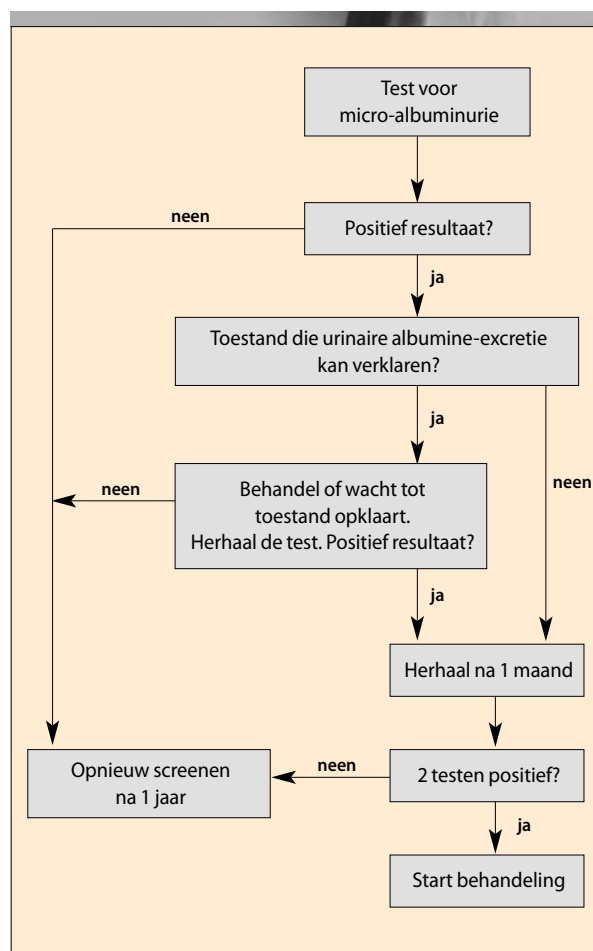 Test voor
micro-albuminurie
neen
Positief resultaat?
ja
Toestand die urinaire albumine-excretie
kan verklaren?
ja
neen
neen
Behandel of wacht tot
toestand opklaart.
Herhaal de test. Positief resultaat?
ja
Herhaal na 1 maand
Opnieuw screenen
na 1 jaar
neen
2 testen positief?
ja
Start behandeling